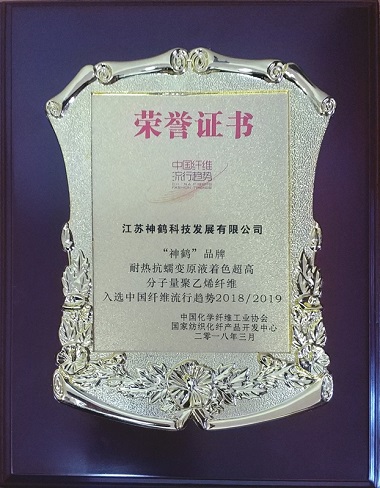 荣誉证书
中国纤维
流行趋势
江苏神鹤科技发展有限公司
“神鹤”品牌
耐热抗蠕变原液着色超高
分子量聚乙烯纤维
入选中国纤维流行趋势2018/2019
中国化学纤维工业协会
国家纺织化纤产品开发中心
二零一八年三月